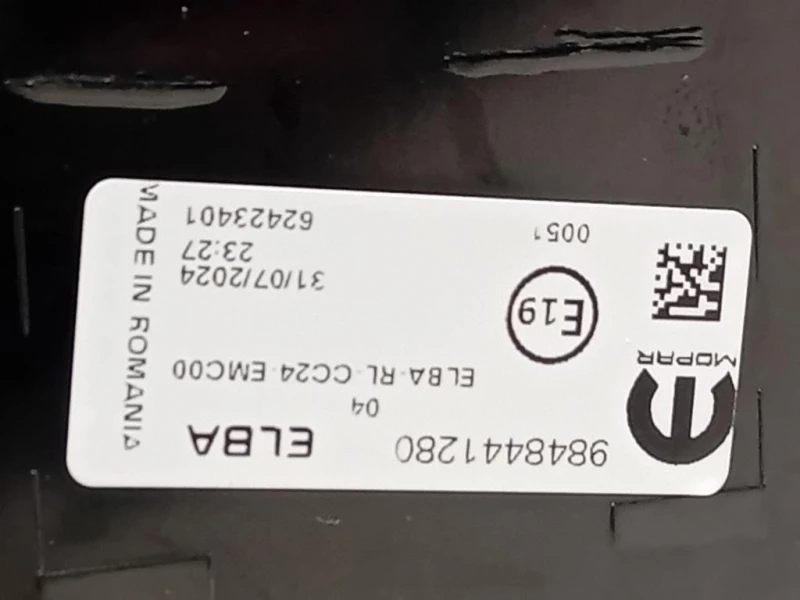 9848441280
ELBA
04
MOPAR
ELBA-RL-CC24-EMC00
E19
31/07/2024
23:27
0051
62423401
MADE IN ROMANIA